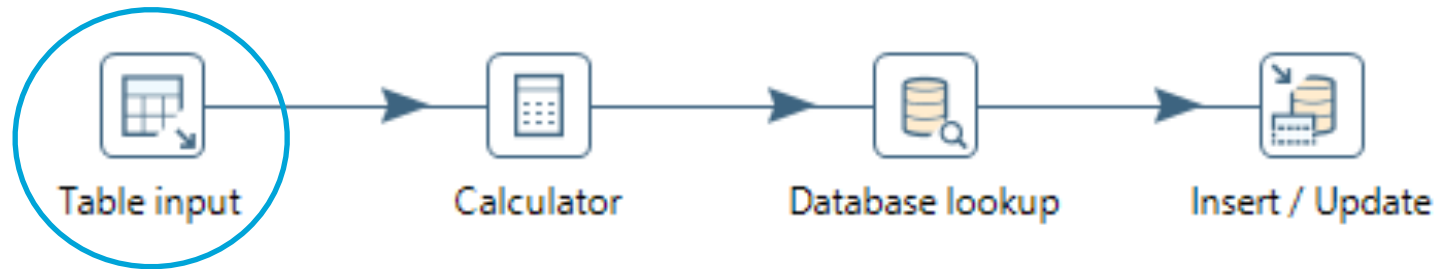 Table input
Calculator
Database lookup
Insert / Update